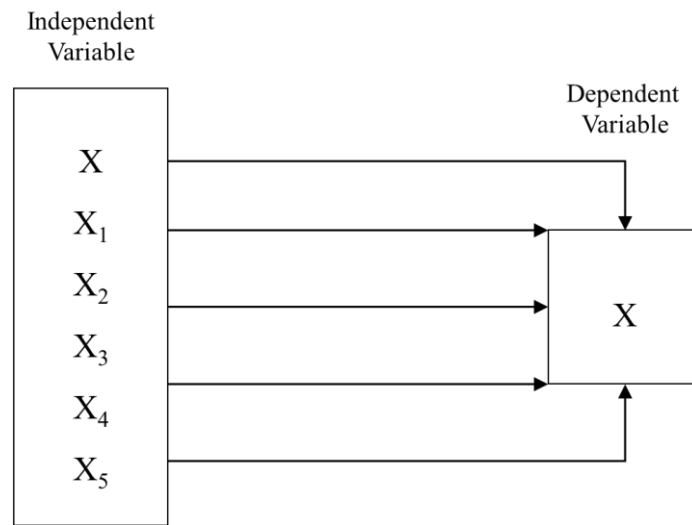 Independent
Variable
Dependent
Variable
X
X₁
X₂
X₃
X₄
X₅
X